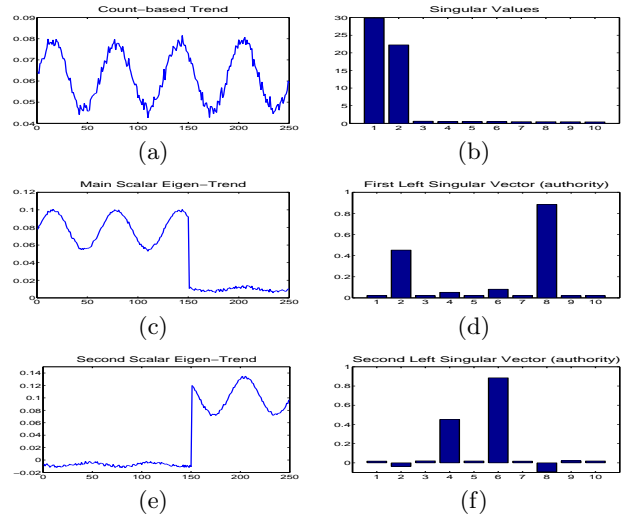 Count-based Trend
0.09
0.08
0.07
0.06
0.05
0.04
0 50 100 150 200 250
(a)
Singular Values
30
25
20
15
10
5
0
1 2 3 4 5 6 7 8 9 10
(b)
Main Scalar Eigen-Trend
0.12
0.1
0.08
0.06
0.04
0.02
0
0 50 100 150 200 250
(c)
First Left Singular Vector (authority)
1
0.8
0.6
0.4
0.2
0
1 2 3 4 5 6 7 8 9 10
(d)
Second Scalar Eigen-Trend
0.14
0.12
0.1
0.08
0.06
0.04
0.02
0
-0.02
0 50 100 150 200 250
(e)
Second Left Singular Vector (authority)
1
0.8
0.6
0.4
0.2
0
1 2 3 4 5 6 7 8 9 10
(f)